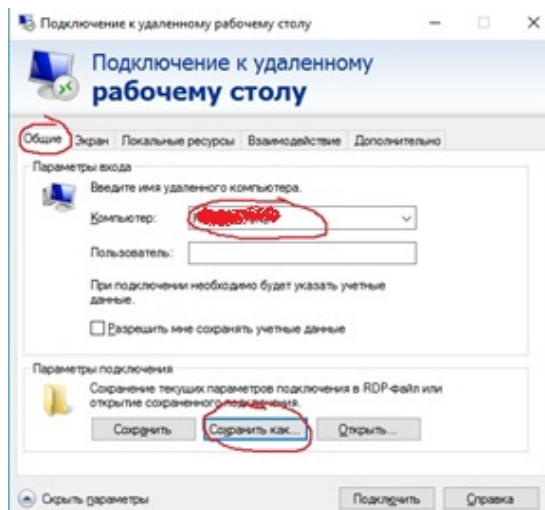 Подключение к удаленному рабочему столу
Подключение к удаленному
рабочему столу
Общие Экран Локальные ресурсы Взаимодействие Дополнительно
Параметры входа
Введите имя удаленного компьютера.
Компьютер:
Пользователь:
При подключении необходимо будет указать учетные
данные.
Разрешить мне сохранять учетные данные
Параметры подключения
Сохранение текущих параметров подключения в RDP-файл или
открытие сохраненного подключения.
Сохранить Сохранить как... Открыть...
Скрыть параметры Подключить Справка